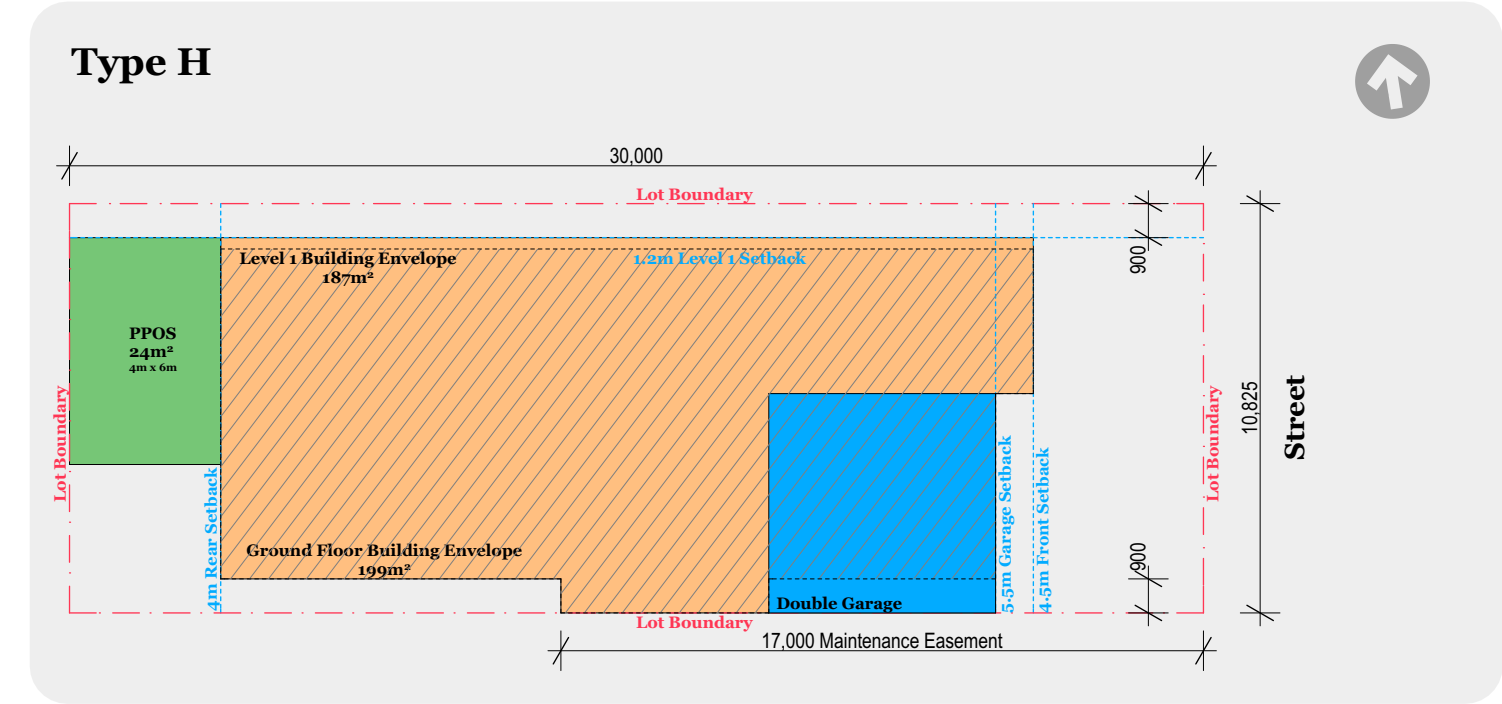 Type H
30,000
Lot Boundary
900
Level 1 Building Envelope
187m²
1.2m Level 1 Setback
PPOS
24m²
4m x 6m
Lot Boundary
4m Rear Setback
Ground Floor Building Envelope
199m²
Double Garage
5.5m Garage Setback
4.5m Front Setback
900
Lot Boundary
10,825
Street
Lot Boundary
17,000 Maintenance Easement